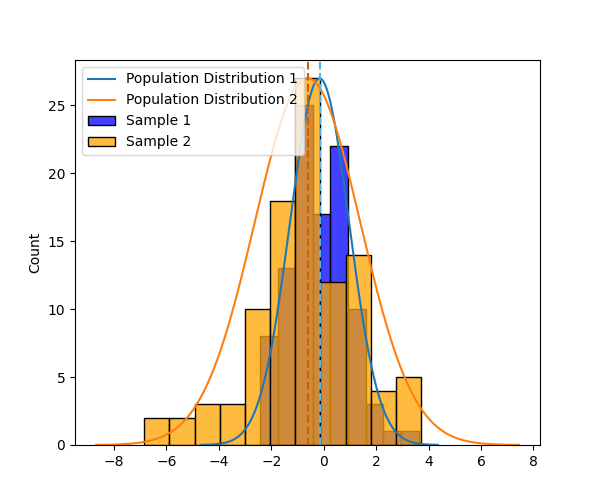 Population Distribution 1
Population Distribution 2
Sample 1
Sample 2
Count
25
20
15
10
5
0
−8 −6 −4 −2 0 2 4 6 8